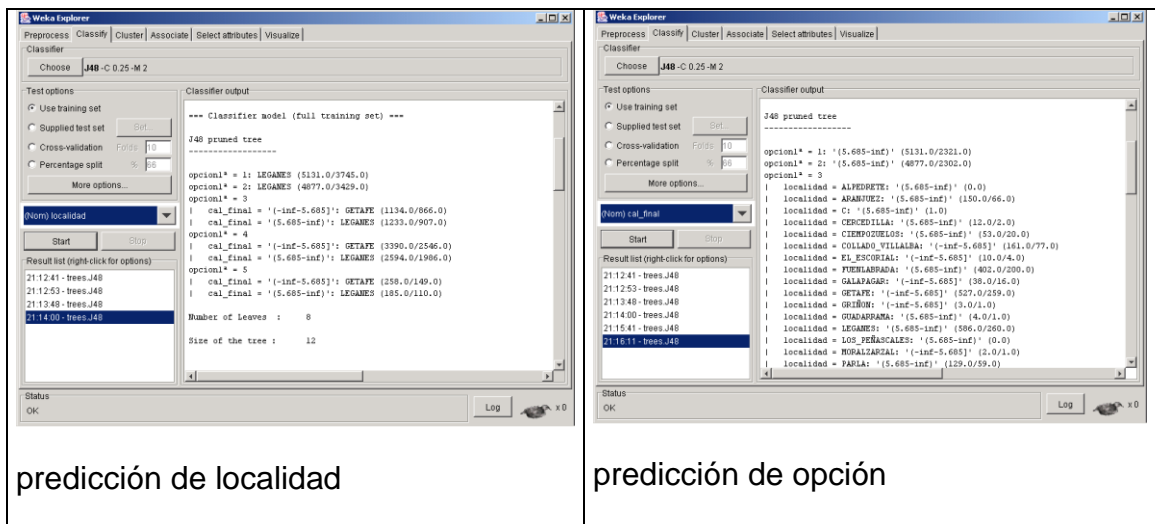 Weka Explorer
Preprocess Classify Cluster Associate Select attributes Visualize
Classifier
Choose J48 -C 0.25 -M 2
Test options
Use training set
Supplied test set Set...
Cross-validation Folds 10
Percentage split % 66
More options...
(Nom) localidad
Start Stop
Result list (right-click for options)
21:12:41 - trees.J48
21:12:53 - trees.J48
21:13:48 - trees.J48
21:14:00 - trees.J48
Classifier output
=== Classifier model (full training set) ===
J48 pruned tree
------------------
opcion1ª = 1: LEGANES (5131.0/3745.0)
opcion1ª = 2: LEGANES (4877.0/3429.0)
opcion1ª = 3
| cal_final = '(-inf-5.685]': GETAFE (1134.0/866.0)
| cal_final = '(5.685-inf)': LEGANES (1233.0/907.0)
opcion1ª = 4
| cal_final = '(-inf-5.685]': GETAFE (3390.0/2546.0)
| cal_final = '(5.685-inf)': LEGANES (2594.0/1986.0)
opcion1ª = 5
| cal_final = '(-inf-5.685]': GETAFE (258.0/149.0)
| cal_final = '(5.685-inf)': LEGANES (185.0/110.0)
Number of Leaves : 8
Size of the tree : 12
Status
OK
Log x 0
predicción de localidad
Weka Explorer
Preprocess Classify Cluster Associate Select attributes Visualize
Classifier
Choose J48 -C 0.25 -M 2
Test options
Use training set
Supplied test set Set...
Cross-validation Folds 10
Percentage split % 66
More options...
(Nom) cal_final
Start Stop
Result list (right-click for options)
21:12:41 - trees.J48
21:12:53 - trees.J48
21:13:48 - trees.J48
21:14:00 - trees.J48
21:15:41 - trees.J48
21:16:11 - trees.J48
Classifier output
J48 pruned tree
------------------
opcion1ª = 1: '(5.685-inf)' (5131.0/2321.0)
opcion1ª = 2: '(5.685-inf)' (4877.0/2302.0)
opcion1ª = 3
| localidad = ALPEDRETE: '(5.685-inf)' (0.0)
| localidad = ARANJUEZ: '(5.685-inf)' (150.0/66.0)
| localidad = C: '(5.685-inf)' (1.0)
| localidad = CERCEDILLA: '(5.685-inf)' (12.0/2.0)
| localidad = CIEMPOZUELOS: '(5.685-inf)' (53.0/20.0)
| localidad = COLLADO_VILLALBA: '(-inf-5.685]' (161.0/77.0)
| localidad = EL_ESCORIAL: '(-inf-5.685]' (10.0/4.0)
| localidad = FUENLABRADA: '(5.685-inf)' (402.0/200.0)
| localidad = GALAPAGAR: '(-inf-5.685]' (38.0/16.0)
| localidad = GETAFE: '(-inf-5.685]' (527.0/259.0)
| localidad = GRIÑON: '(-inf-5.685]' (3.0/1.0)
| localidad = GUADARRAMA: '(5.685-inf)' (4.0/1.0)
| localidad = LEGANES: '(5.685-inf)' (586.0/260.0)
| localidad = LOS_PEÑASCALES: '(5.685-inf)' (0.0)
| localidad = MORALZARZAL: '(-inf-5.685]' (2.0/1.0)
| localidad = PARLA: '(5.685-inf)' (129.0/59.0)
Status
OK
Log x 0
predicción de opción